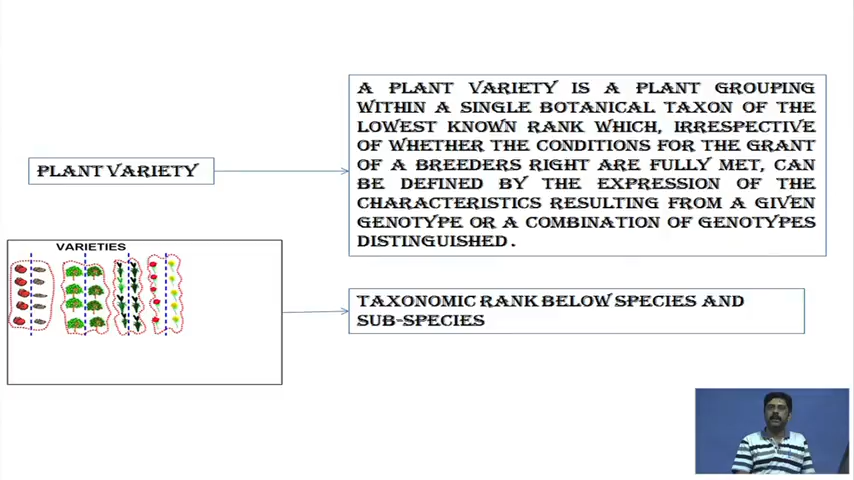 A PLANT VARIETY IS A PLANT GROUPING
WITHIN A SINGLE BOTANICAL TAXON OF THE
LOWEST KNOWN RANK WHICH, IRRESPECTIVE
OF WHETHER THE CONDITIONS FOR THE GRANT
OF A BREEDERS RIGHT ARE FULLY MET, CAN
BE DEFINED BY THE EXPRESSION OF THE
CHARACTERISTICS RESULTING FROM A GIVEN
GENOTYPE OR A COMBINATION OF GENOTYPES
DISTINGUISHED.
PLANT VARIETY
VARIETIES
TAXONOMIC RANK BELOW SPECIES AND
SUB-SPECIES